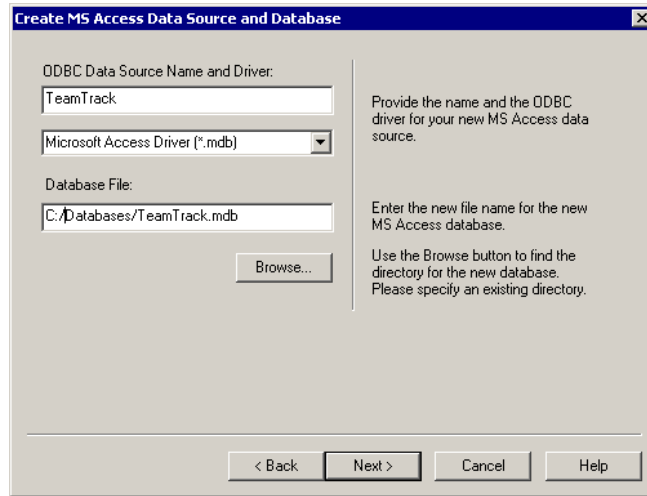 Create MS Access Data Source and Database
ODBC Data Source Name and Driver:
TeamTrack
Microsoft Access Driver (*.mdb)
Database File:
C:/Databases/TeamTrack.mdb
Browse...
Provide the name and the ODBC
driver for your new MS Access data
source.
Enter the new file name for the new
MS Access database.
Use the Browse button to find the
directory for the new database.
Please specify an existing directory.
< Back
Next >
Cancel
Help